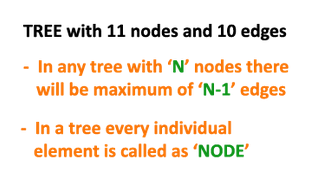 TREE with 11 nodes and 10 edges
- In any tree with ‘N’ nodes there
will be maximum of ‘N-1’ edges
- In a tree every individual
element is called as ‘NODE’